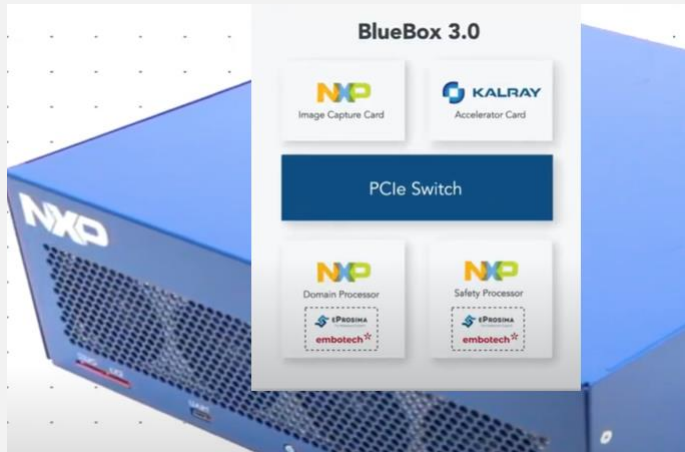 BlueBox 3.0
NXP
Image Capture Card
KALRAY
Accelerator Card
PCIe Switch
NXP
Domain Processor
EPROSIMA
embotech
NXP
Safety Processor
EPROSIMA
embotech
NXP
UART